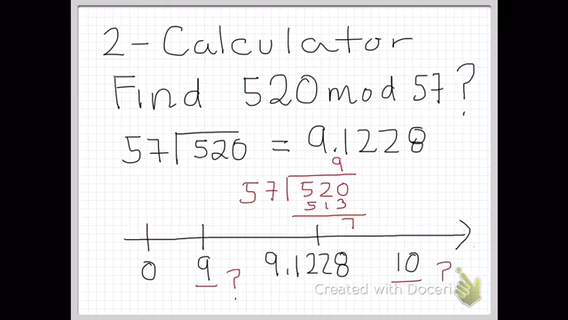 2 - Calculator
Find 520 mod 57 ?
57 520 = 9.1228
9
57 520
513
7
0 9 ? 9.1228 10 ?
Created with Doceri